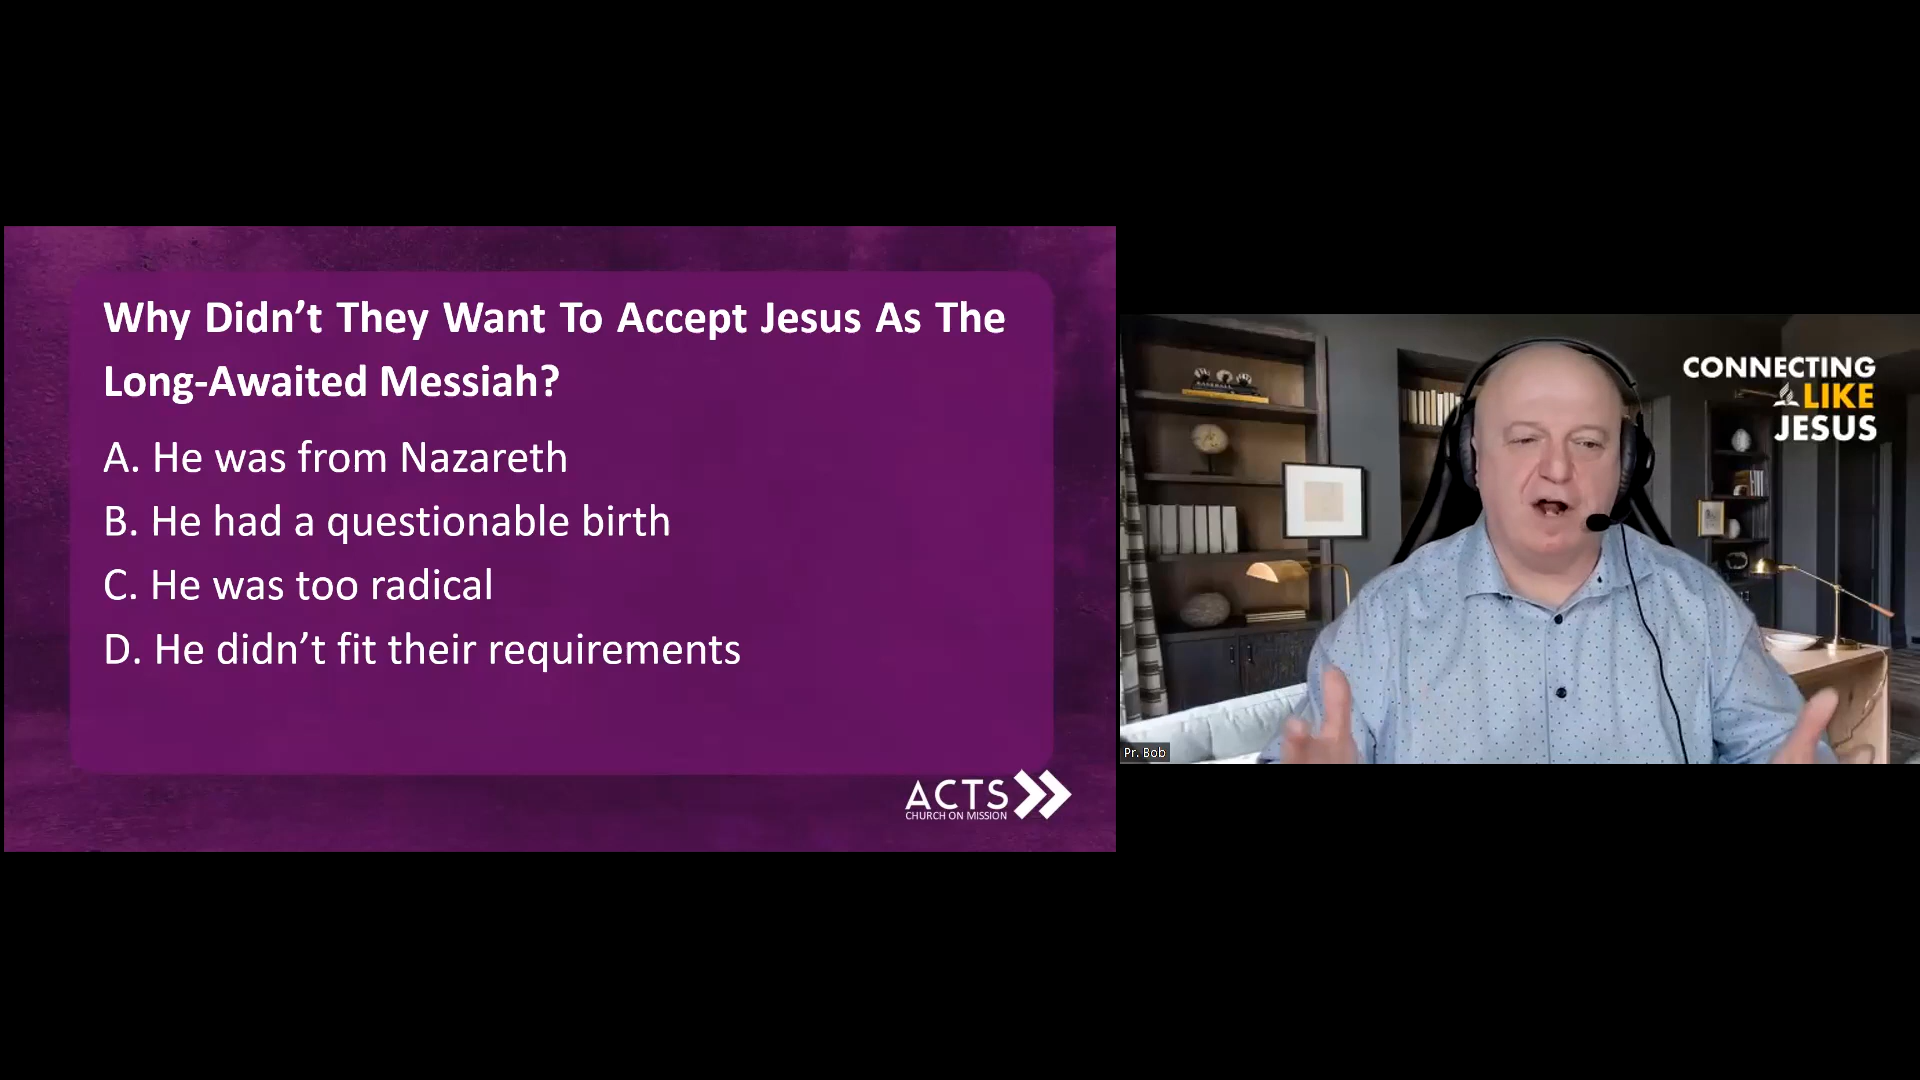 Why Didn’t They Want To Accept Jesus As The
Long-Awaited Messiah?
A. He was from Nazareth
B. He had a questionable birth
C. He was too radical
D. He didn’t fit their requirements
ACTS
CHURCH ON MISSION
CONNECTING
LIKE
JESUS
Pr. Bob